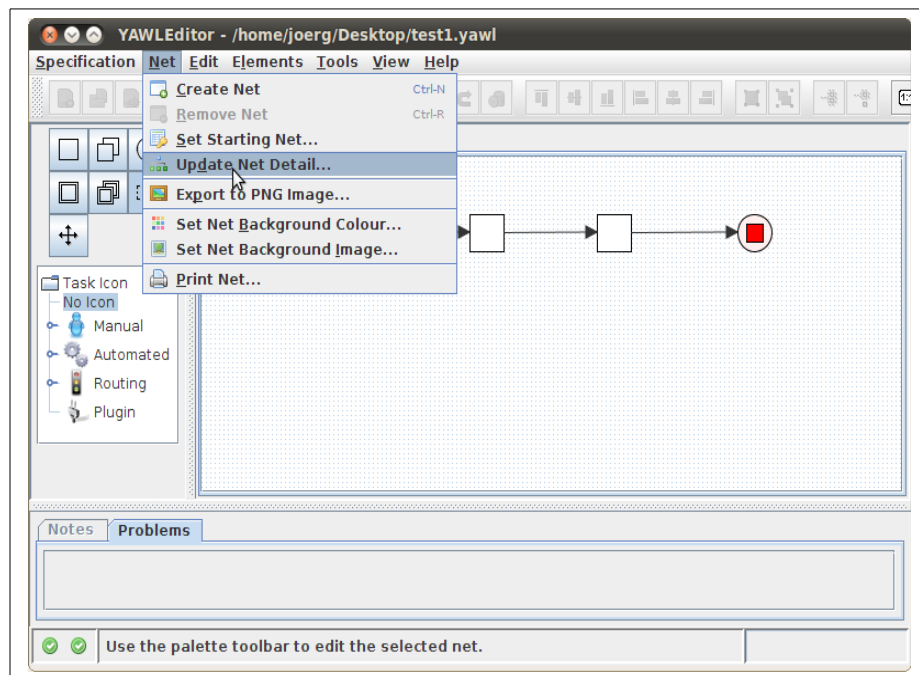 YAWLEditor - /home/joerg/Desktop/test1.yawl
Specification Net Edit Elements Tools View Help
Create Net Ctrl-N
Remove Net Ctrl-R
Set Starting Net...
Update Net Detail...
Export to PNG Image...
Set Net Background Colour...
Set Net Background Image...
Print Net...
Task Icon
No Icon
Manual
Automated
Routing
Plugin
Notes Problems
Use the palette toolbar to edit the selected net.